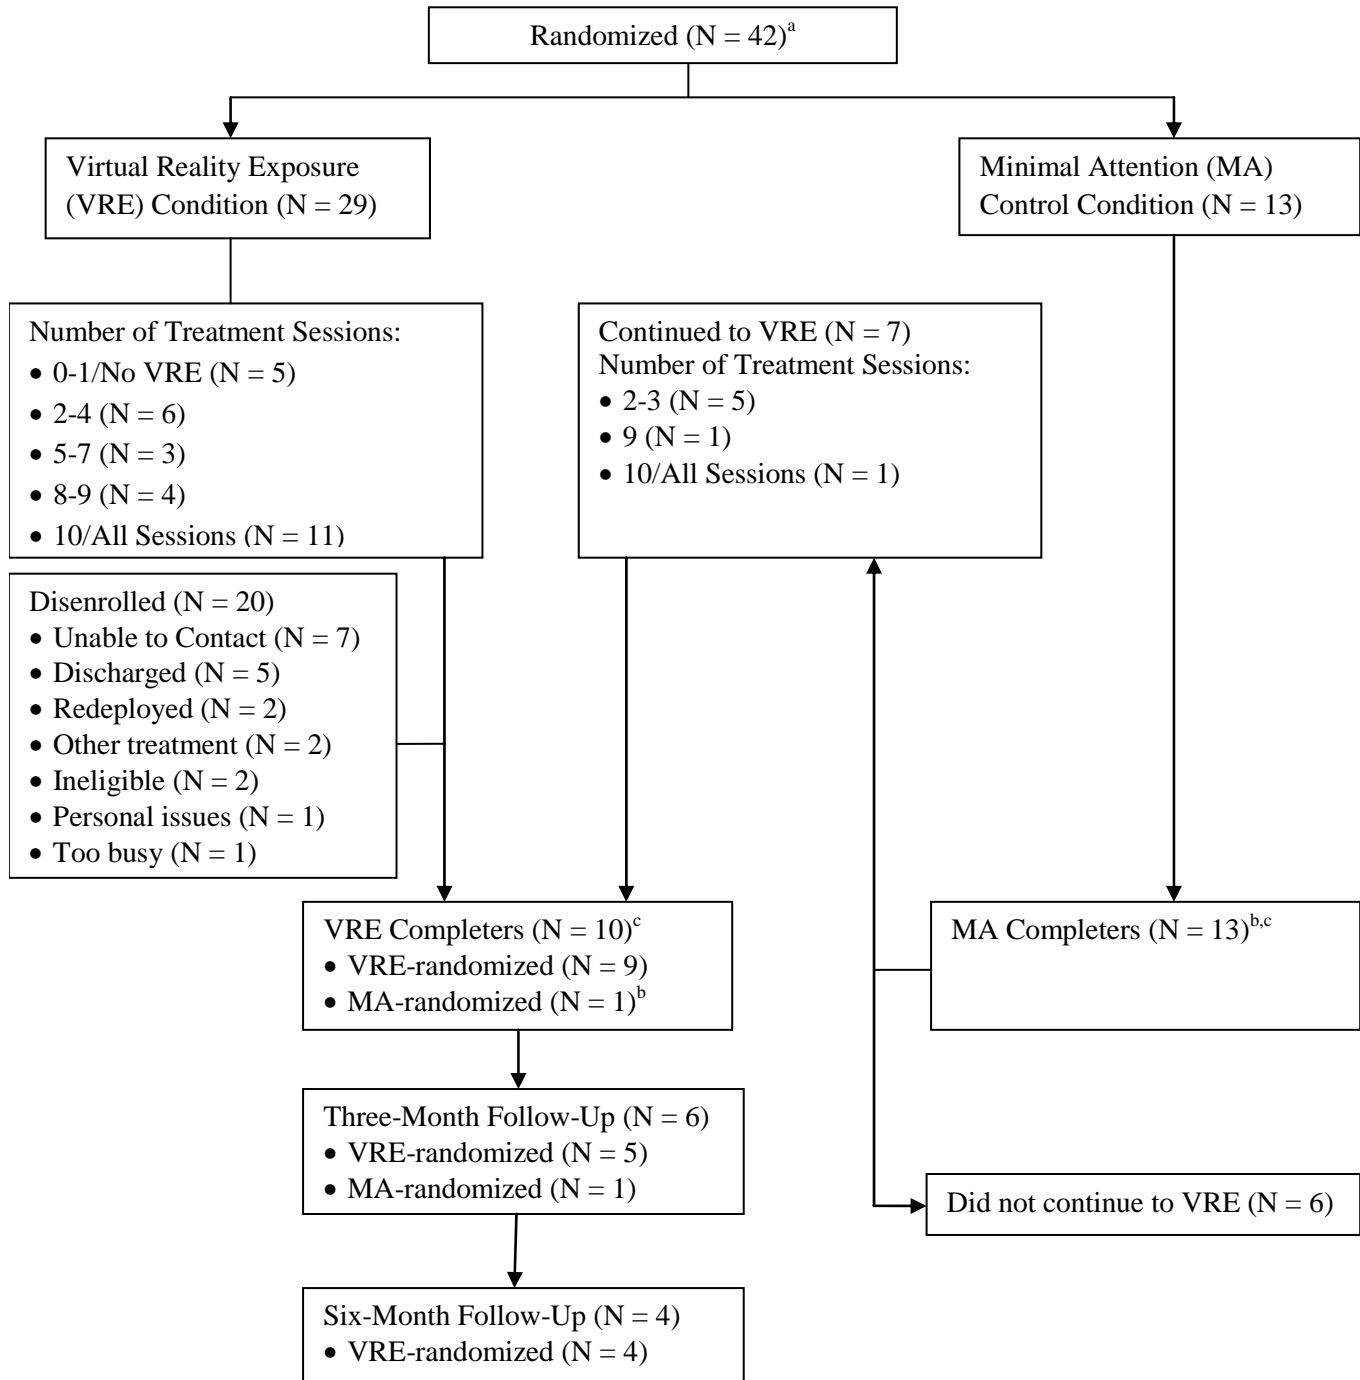 Randomized (N = 42)a
Virtual Reality Exposure
(VRE) Condition (N = 29)
Minimal Attention (MA)
Control Condition (N = 13)
Number of Treatment Sessions:
• 0-1/No VRE (N = 5)
• 2-4 (N = 6)
• 5-7 (N = 3)
• 8-9 (N = 4)
• 10/All Sessions (N = 11)
Continued to VRE (N = 7)
Number of Treatment Sessions:
• 2-3 (N = 5)
• 9 (N = 1)
• 10/All Sessions (N = 1)
Disenrolled (N = 20)
• Unable to Contact (N = 7)
• Discharged (N = 5)
• Redeployed (N = 2)
• Other treatment (N = 2)
• Ineligible (N = 2)
• Personal issues (N = 1)
• Too busy (N = 1)
VRE Completers (N = 10)c
• VRE-randomized (N = 9)
• MA-randomized (N = 1)b
MA Completers (N = 13)b,c
Three-Month Follow-Up (N = 6)
• VRE-randomized (N = 5)
• MA-randomized (N = 1)
Did not continue to VRE (N = 6)
Six-Month Follow-Up (N = 4)
• VRE-randomized (N = 4)